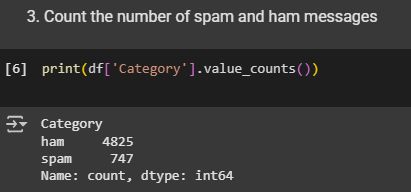 3. Count the number of spam and ham messages
[6] print(df['Category'].value_counts())
Category
ham     4825
spam     747
Name: count, dtype: int64